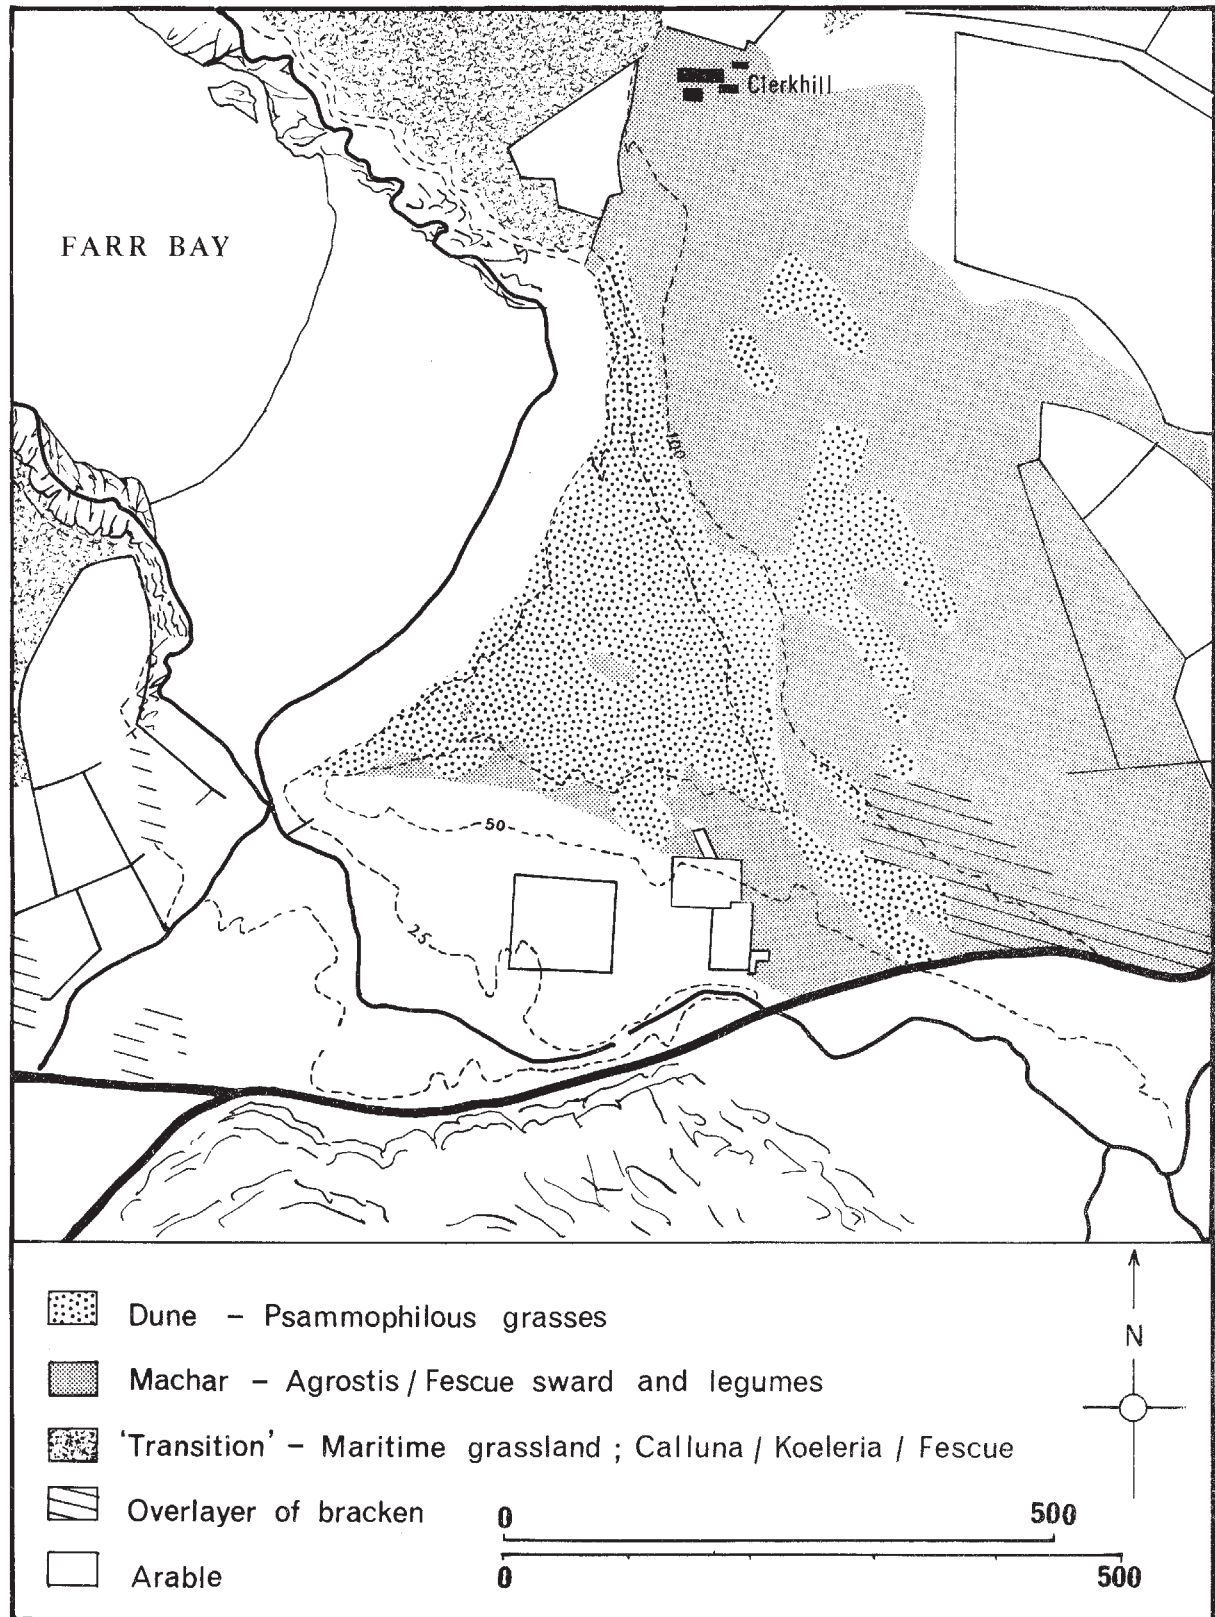 Clerkhill
FARR BAY
100
50
25
Dune – Psammophilous grasses
N
Machar – Agrostis / Fescue sward and legumes
'Transition' – Maritime grassland ; Calluna / Koeleria / Fescue
Overlayer of bracken
0 500
Arable
0 500